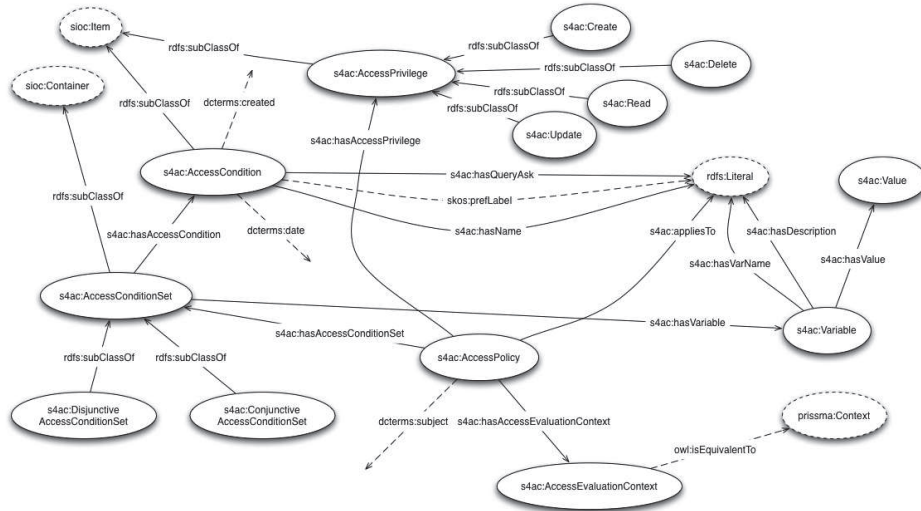 sioc:Item
s4ac:Create
rdfs:subClassOf
rdfs:subClassOf
s4ac:Delete
rdfs:subClassOf
s4ac:AccessPrivilege
sioc:Container
dcterms:created
rdfs:subClassOf
s4ac:Read
rdfs:subClassOf
rdfs:subClassOf
s4ac:Update
s4ac:hasAccessPrivilege
s4ac:AccessCondition
s4ac:hasQueryAsk
rdfs:Literal
s4ac:Value
rdfs:subClassOf
skos:prefLabel
s4ac:hasAccessCondition
dcterms:date
s4ac:hasName
s4ac:appliesTo
s4ac:hasDescription
s4ac:hasVarName
s4ac:hasValue
s4ac:AccessConditionSet
s4ac:hasAccessConditionSet
s4ac:hasVariable
s4ac:Variable
rdfs:subClassOf
rdfs:subClassOf
s4ac:AccessPolicy
s4ac:Disjunctive
AccessConditionSet
s4ac:Conjunctive
AccessConditionSet
dcterms:subject
s4ac:hasAccessEvaluationContext
prissma:Context
owl:isEquivalentTo
s4ac:AccessEvaluationContext